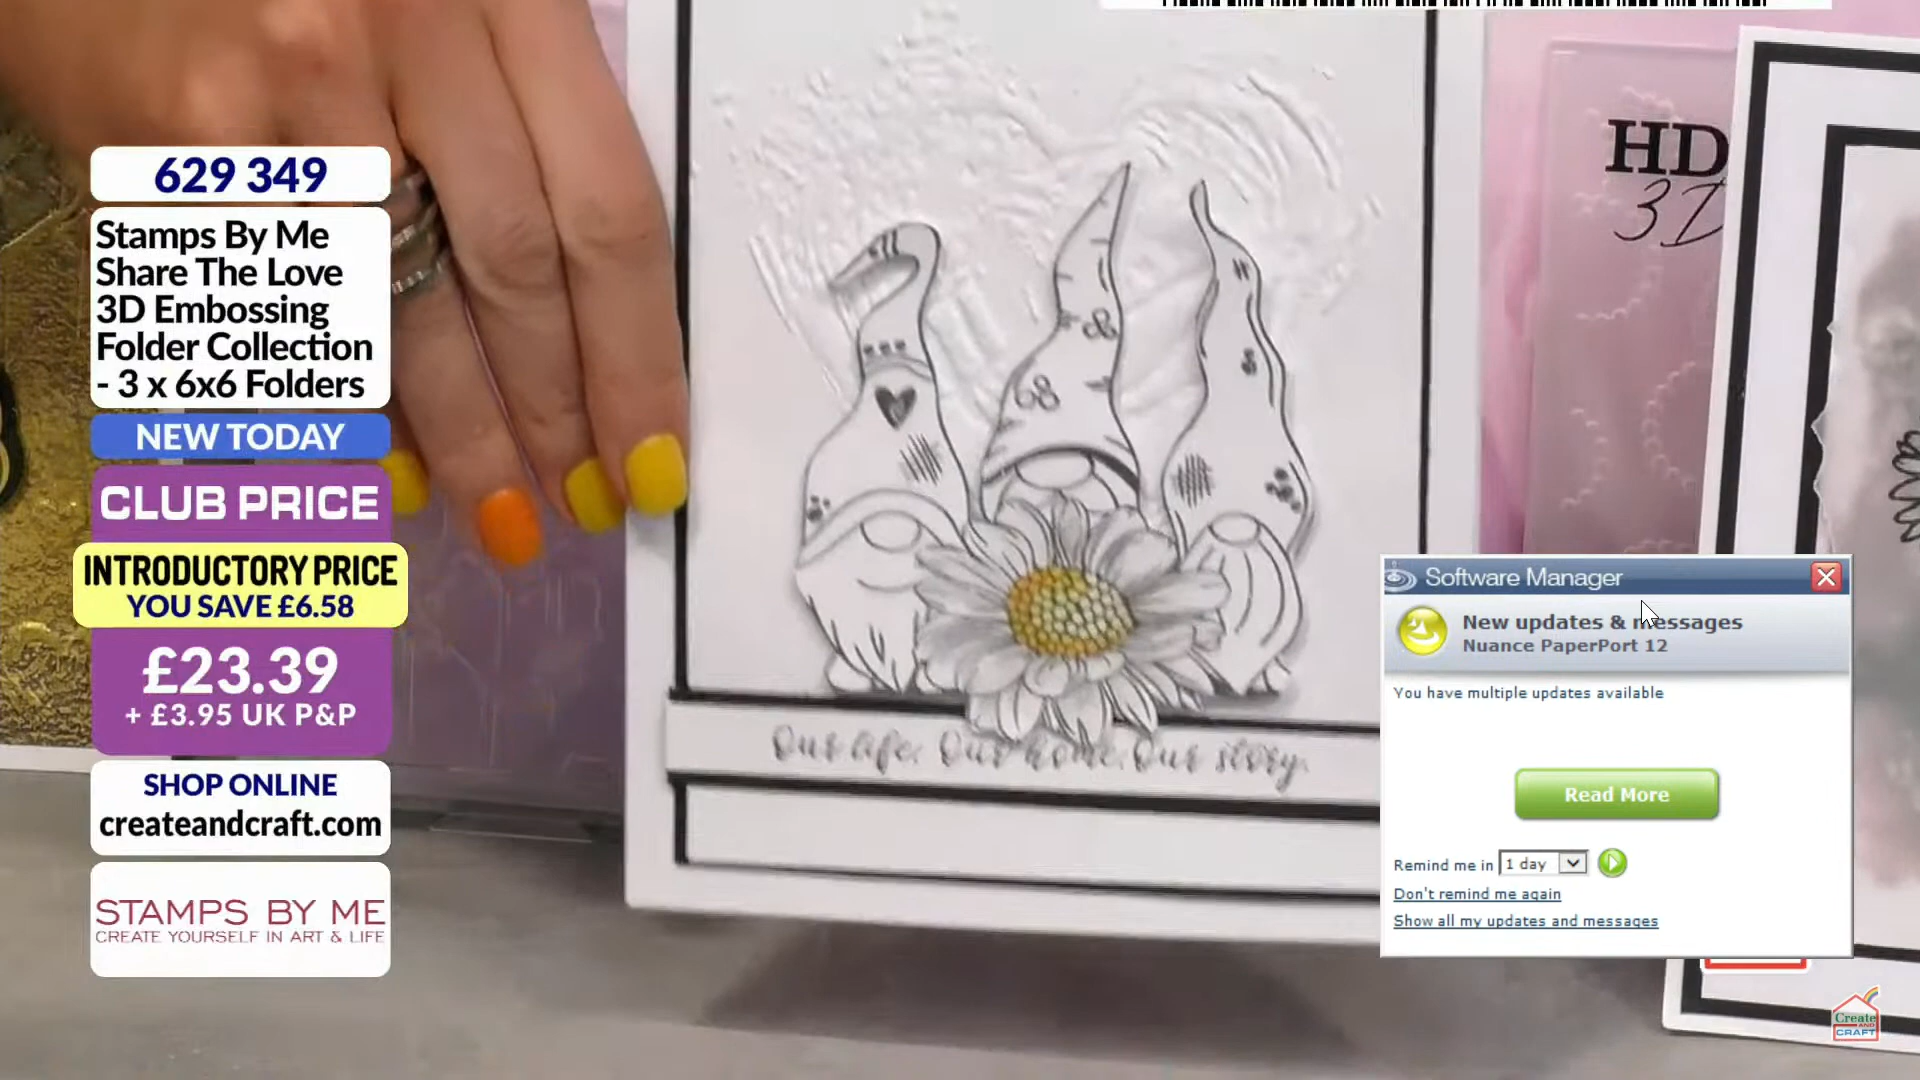 629 349
Stamps By Me
Share The Love
3D Embossing
Folder Collection
- 3 x 6x6 Folders
NEW TODAY
CLUB PRICE
INTRODUCTORY PRICE
YOU SAVE £6.58
£23.39
+ £3.95 UK P&P
SHOP ONLINE
createandcraft.com
STAMPS BY ME
CREATE YOURSELF IN ART & LIFE
Our life. Our home. Our story.
HD
3D
Software Manager
New updates & messages
Nuance PaperPort 12
You have multiple updates available
Read More
Remind me in 1 day
Don't remind me again
Show all my updates and messages
Create
AND
CRAFT